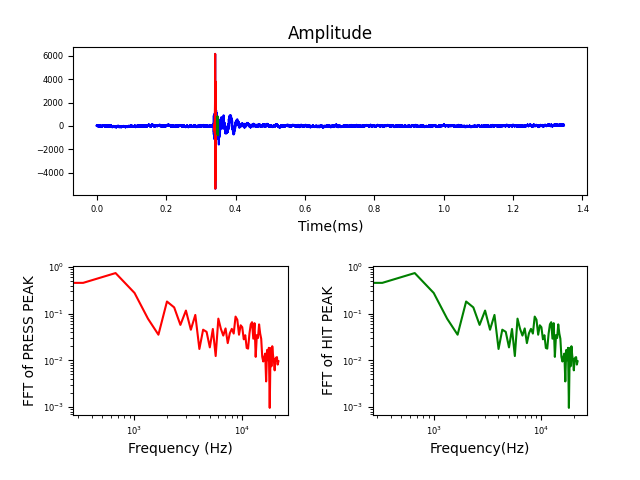 Amplitude
6000
4000
2000
0
−2000
−4000
0.0 0.2 0.4 0.6 0.8 1.0 1.2 1.4
Time(ms)
FFT of PRESS PEAK
10⁰
10⁻¹
10⁻²
10⁻³
10³ 10⁴
Frequency (Hz)
FFT of HIT PEAK
10⁰
10⁻¹
10⁻²
10⁻³
10³ 10⁴
Frequency(Hz)